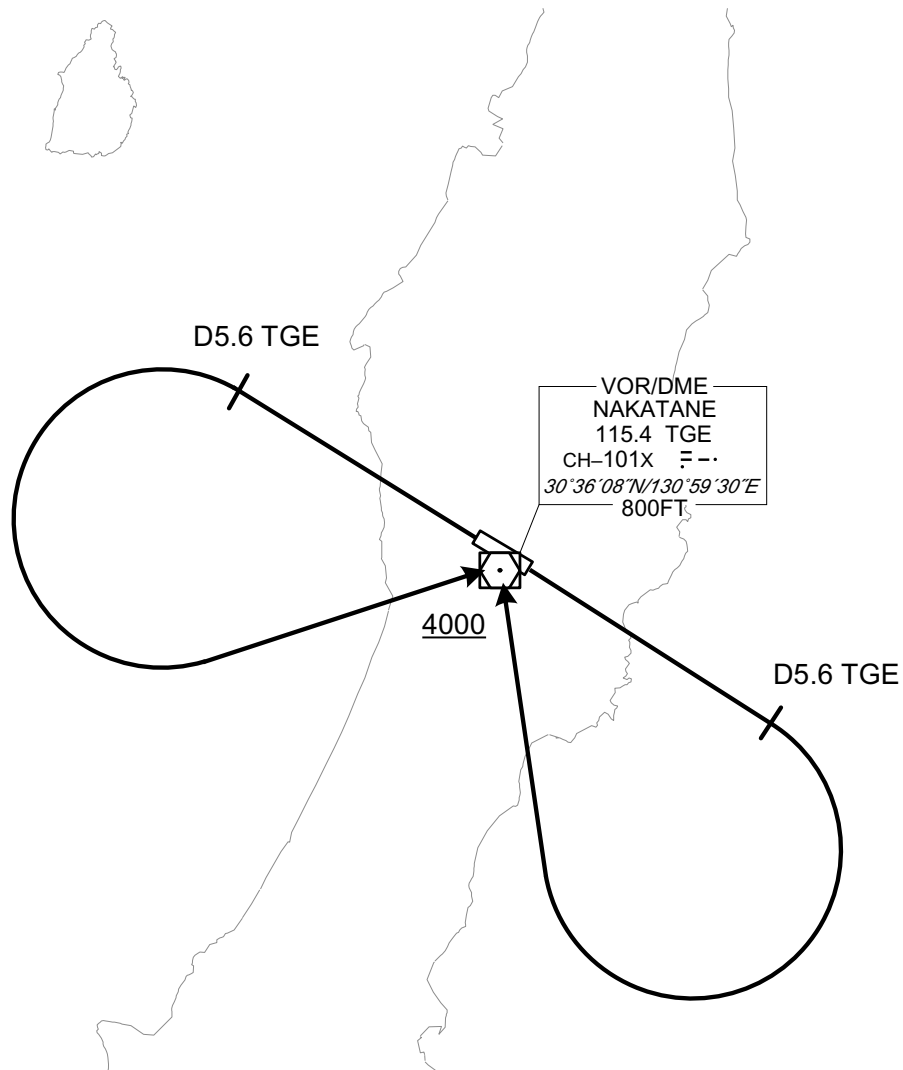 D5.6 TGE
VOR/DME
NAKATANE
115.4 TGE
CH–101X
30°36´08˝N/130°59´30˝E
800FT
4000
D5.6 TGE